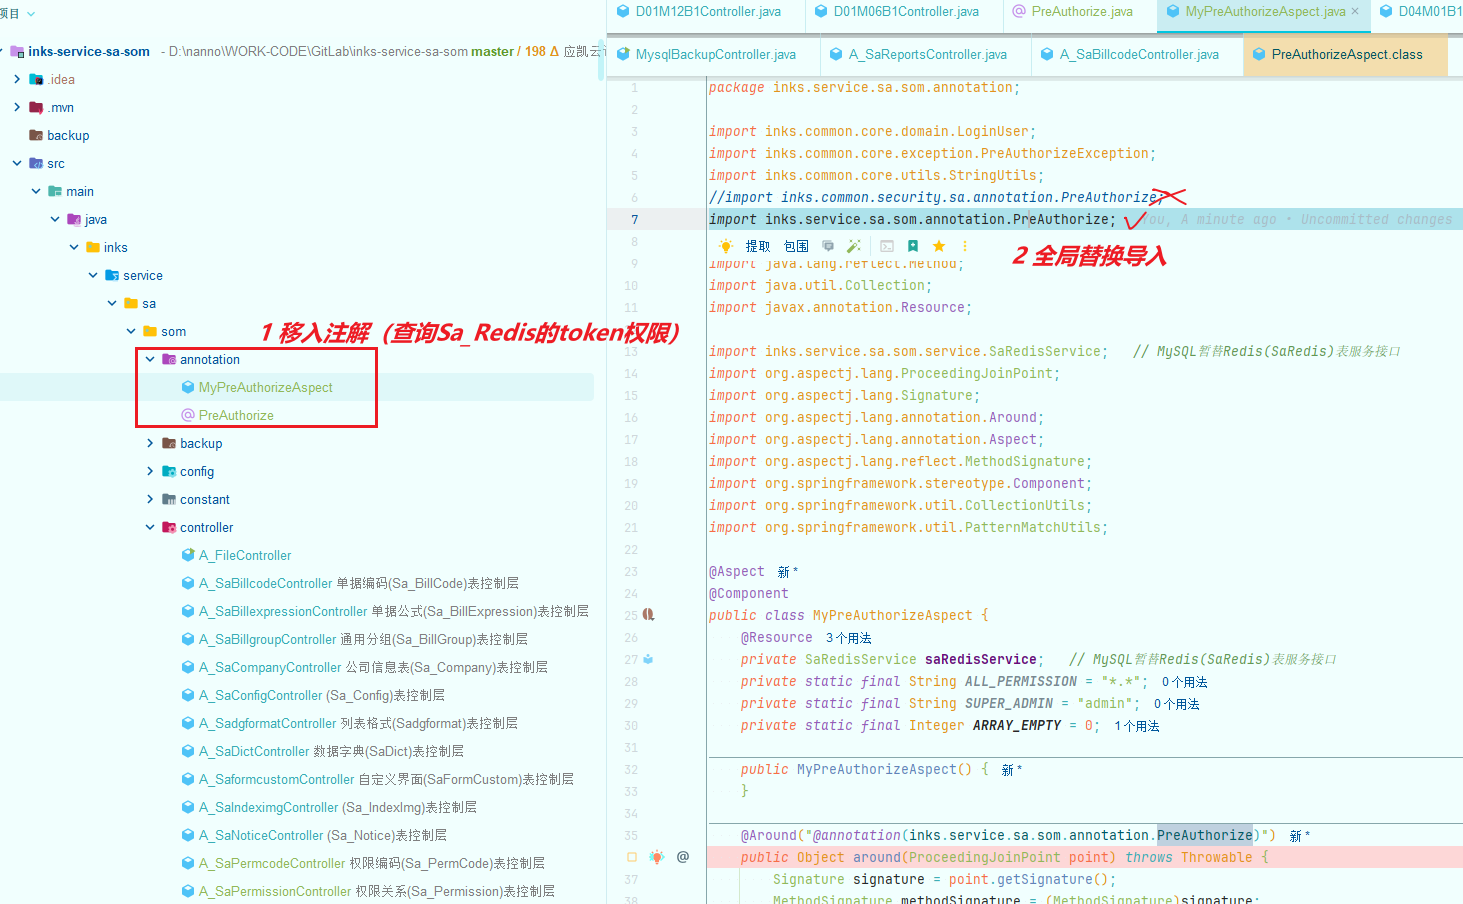 项目
inks-service-sa-som - D:\nanno\WORK-CODE\GitLab\inks-service-sa-som master / 198 Δ 应凯云
.idea
.mvn
backup
src
main
java
inks
service
sa
som
annotation
MyPreAuthorizeAspect
PreAuthorize
backup
config
constant
controller
A_FileController
A_SaBillcodeController 单据编码(Sa_BillCode)表控制层
A_SaBillexpressionController 单据公式(Sa_BillExpression)表控制层
A_SaBillgroupController 通用分组(Sa_BillGroup)表控制层
A_SaCompanyController 公司信息表(Sa_Company)表控制层
A_SaConfigController (Sa_Config)表控制层
A_SadgformatController 列表格式(Sadgformat)表控制层
A_SaDictController 数据字典(SaDict)表控制层
A_SaformcustomController 自定义界面(SaFormCustom)表控制层
A_SaIndeximgController (Sa_IndexImg)表控制层
A_SaNoticeController (Sa_Notice)表控制层
A_SaPermcodeController 权限编码(Sa_PermCode)表控制层
A_SaPermissionController 权限关系(Sa_Permission)表控制层
1 移入注解（查询Sa_Redis的token权限）
D01M12B1Controller.java
D01M06B1Controller.java
PreAuthorize.java
MyPreAuthorizeAspect.java ×
D04M01B1
MysqlBackupController.java
A_SaReportsController.java
A_SaBillcodeController.java
PreAuthorizeAspect.class
1 package inks.service.sa.som.annotation;
2
3 import inks.common.core.domain.LoginUser;
4 import inks.common.core.exception.PreAuthorizeException;
5 import inks.common.core.utils.StringUtils;
6 //import inks.common.security.sa.annotation.PreAuthorize;
7 import inks.service.sa.som.annotation.PreAuthorize; You, A minute ago • Uncommitted changes
8
提取 包围
2 全局替换导入
9 import java.lang.reflect.Method;
10 import java.util.Collection;
11 import javax.annotation.Resource;
13 import inks.service.sa.som.service.SaRedisService; // MySQL暂替Redis(SaRedis)表服务接口
14 import org.aspectj.lang.ProceedingJoinPoint;
15 import org.aspectj.lang.Signature;
16 import org.aspectj.lang.annotation.Around;
17 import org.aspectj.lang.annotation.Aspect;
18 import org.aspectj.lang.reflect.MethodSignature;
19 import org.springframework.stereotype.Component;
20 import org.springframework.util.CollectionUtils;
21 import org.springframework.util.PatternMatchUtils;
22
23 @Aspect 新 *
24 @Component
25 public class MyPreAuthorizeAspect {
26 @Resource 3个用法
27 private SaRedisService saRedisService; // MySQL暂替Redis(SaRedis)表服务接口
28 private static final String ALL_PERMISSION = "*.*"; 0个用法
29 private static final String SUPER_ADMIN = "admin"; 0个用法
30 private static final Integer ARRAY_EMPTY = 0; 1个用法
31
32 public MyPreAuthorizeAspect() { 新 *
33 }
34
35 @Around("@annotation(inks.service.sa.som.annotation.PreAuthorize)") 新 *
public Object around(ProceedingJoinPoint point) throws Throwable {
37 Signature signature = point.getSignature();
38 MethodSignature methodSignature = (MethodSignature)signature;